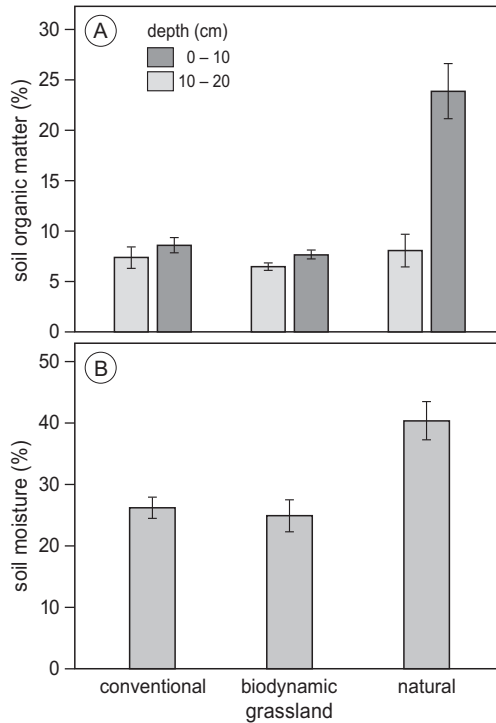 A
depth (cm)
0 – 10
10 – 20
soil organic matter (%)
30
25
20
15
10
5
0
B
soil moisture (%)
50
40
30
20
10
0
conventional
biodynamic
natural
grassland